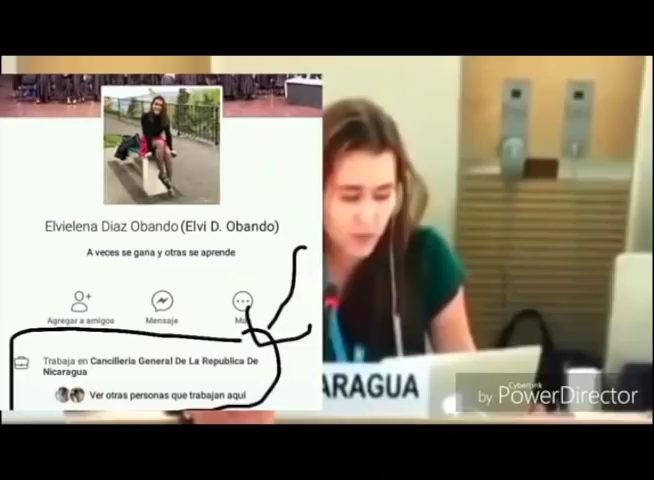 Elvielena Diaz Obando (Elvi D. Obando)
A veces se gana y otras se aprende
Agregar a amigos
Mensaje
Trabaja en Cancilleria General De La Republica De
Nicaragua
Ver otras personas que trabajan aquí
ARAGUA
by CyberLink PowerDirector